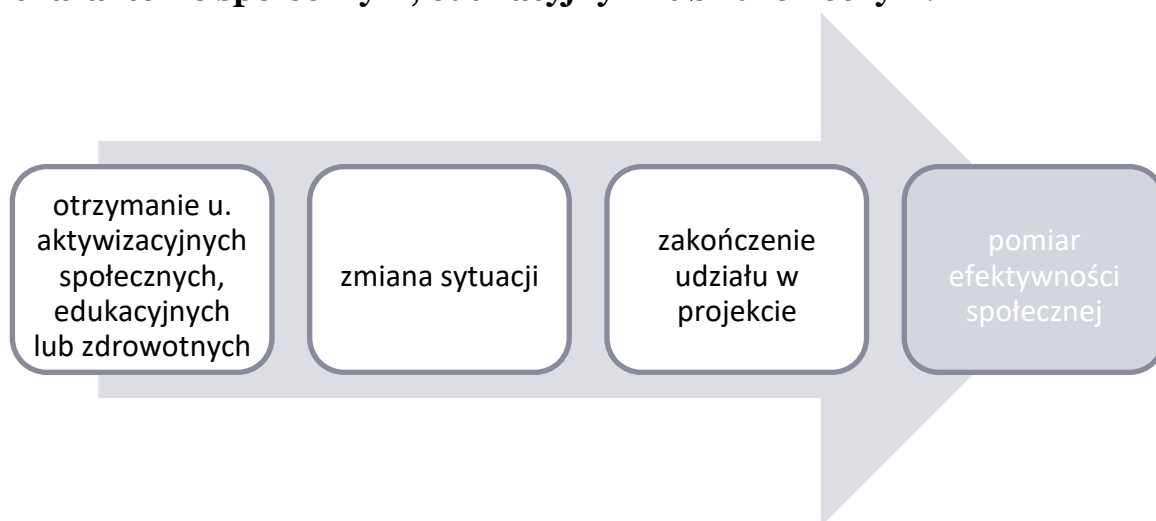 otrzymanie u.
aktywizacyjnych
społecznych,
edukacyjnych
lub zdrowotnych
zmiana sytuacji
zakończenie
udziału w
projekcie
pomiar
efektywności
społecznej